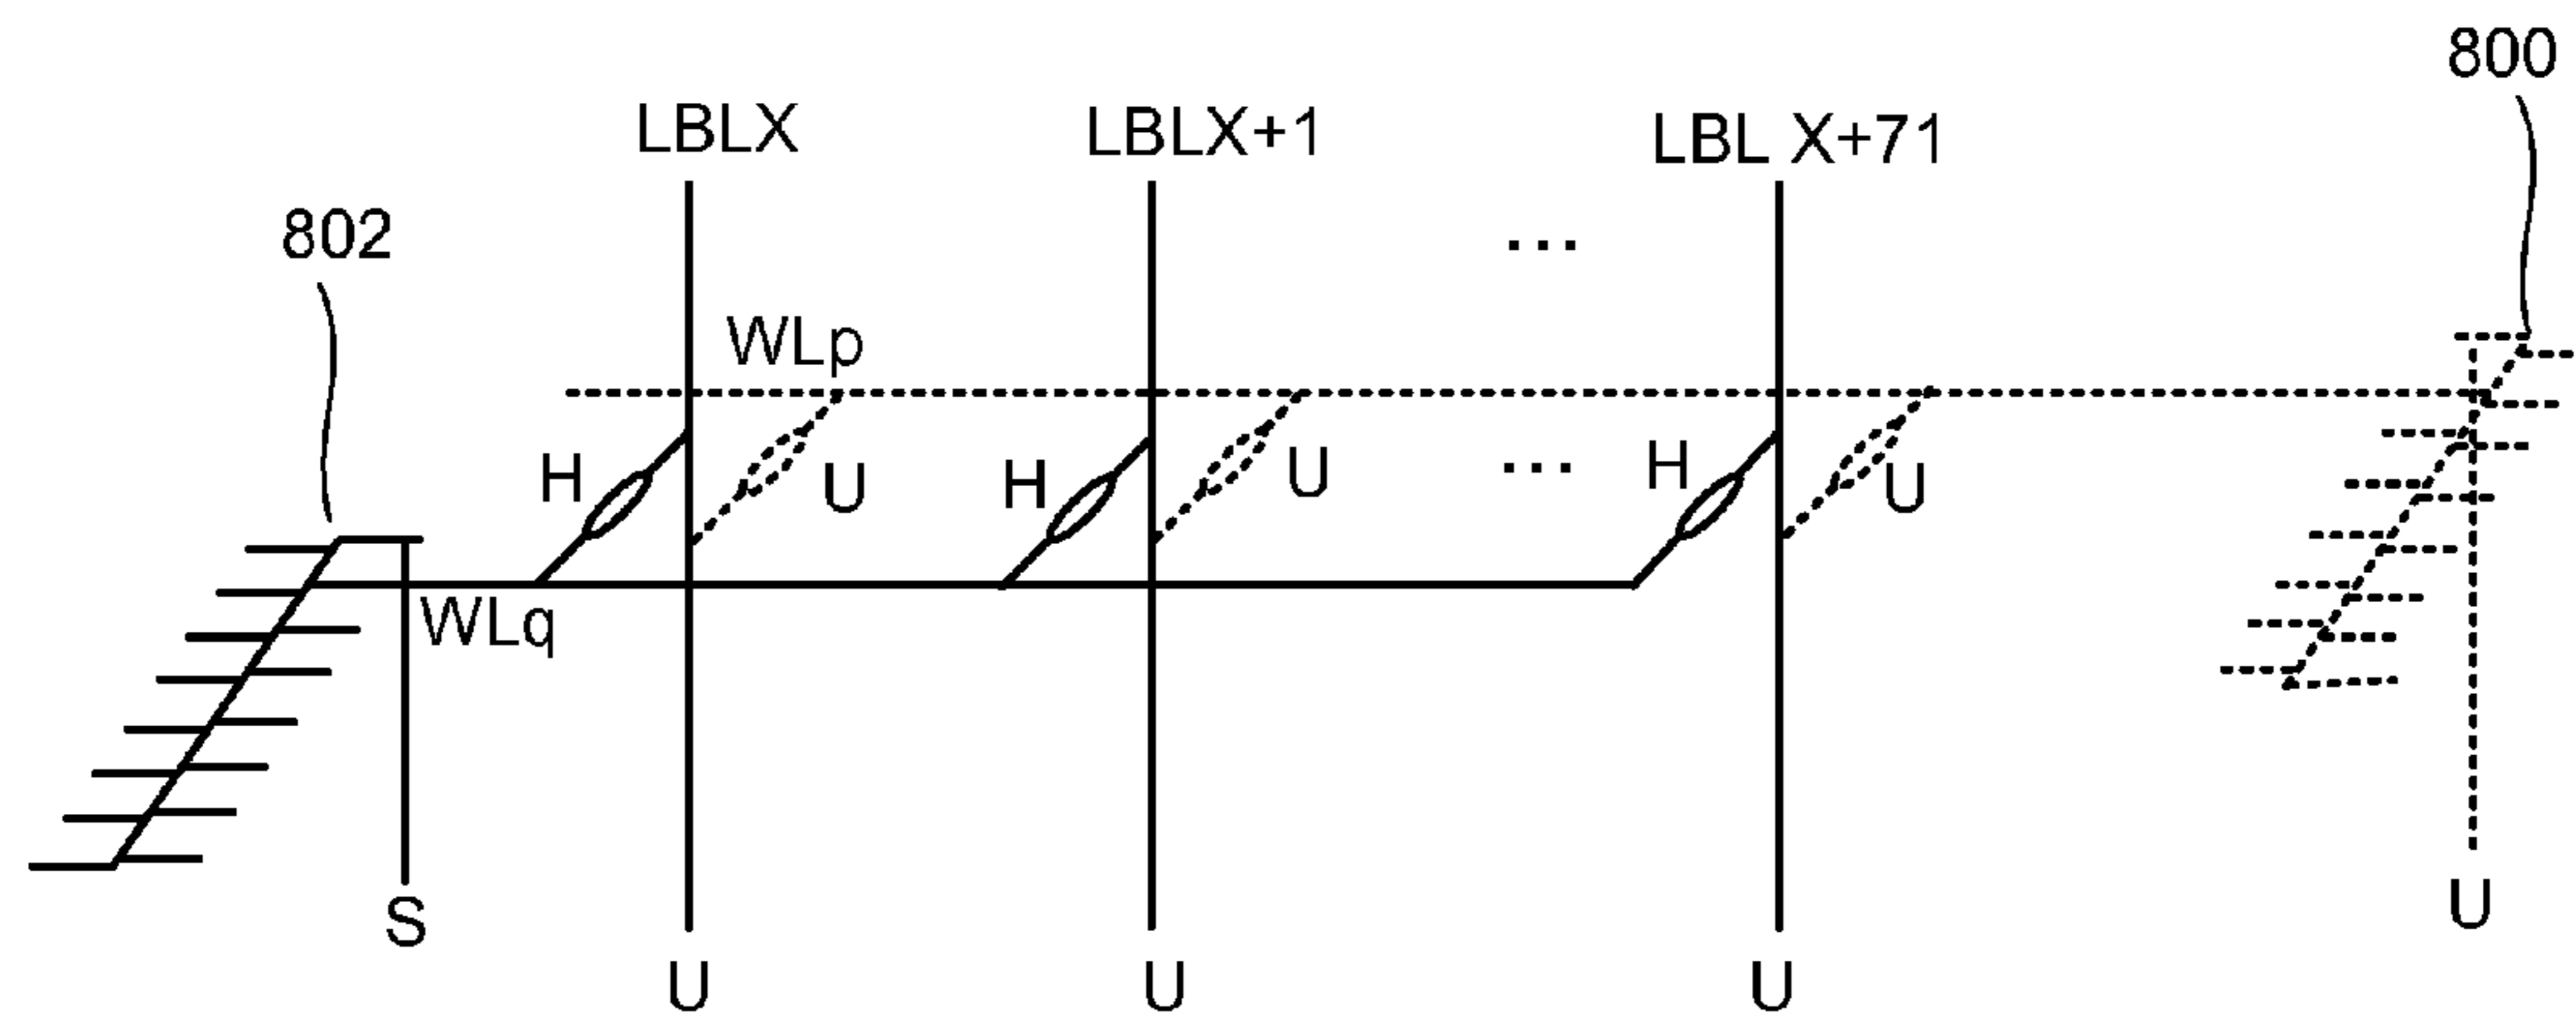 800
LBLX LBLX+1 LBL X+71
802
...
WLp
H U H U ... H U
WLq
S U
U U U